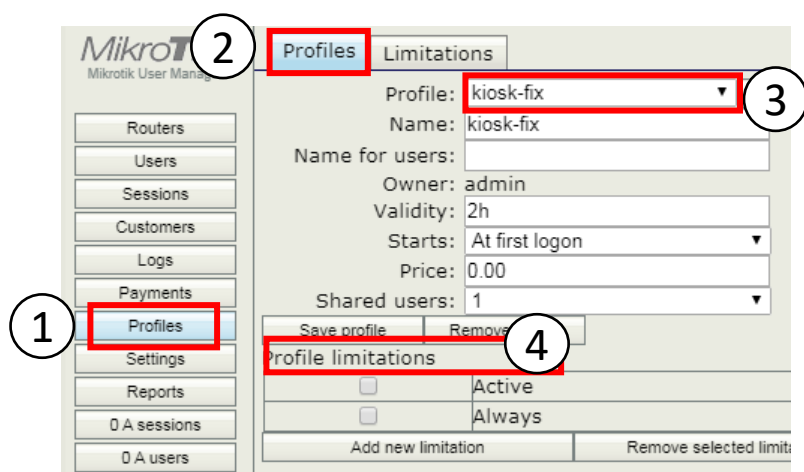 MikroT
Mikrotik User Manag
2
Profiles
Limitations
Profile: kiosk-fix
3
Name: kiosk-fix
Name for users:
Owner: admin
Validity: 2h
Starts: At first logon
Price: 0.00
Shared users: 1
Save profile
Remove
4
Profile limitations
Active
Always
Add new limitation
Remove selected limita
Routers
Users
Sessions
Customers
Logs
Payments
1
Profiles
Settings
Reports
0 A sessions
0 A users